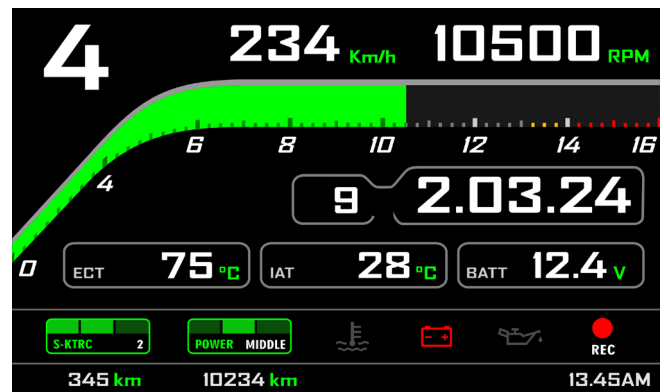 4 234 Km/h 10500 RPM
6 8 10 12 14 16
4
9 2.03.24
0 ECT 75 °C IAT 28 °C BATT 12.4 V
S-KTRC 2 POWER MIDDLE - + REC
345 km 10234 km 13.45AM